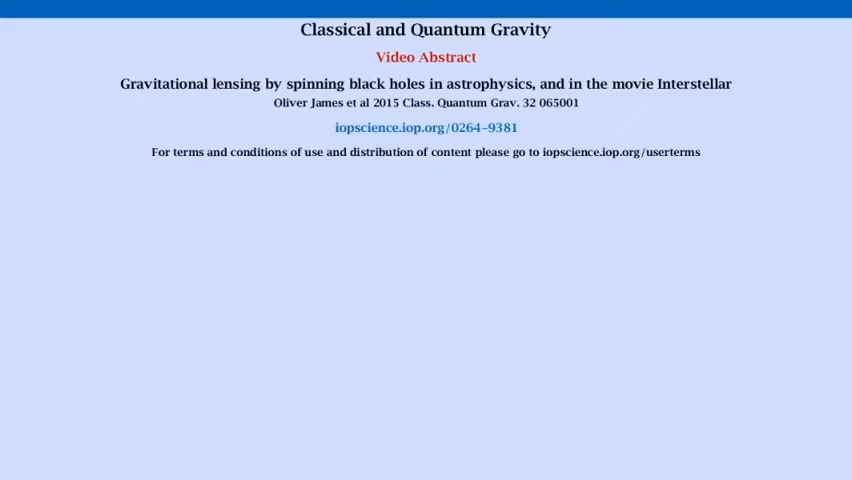 Classical and Quantum Gravity
Video Abstract
Gravitational lensing by spinning black holes in astrophysics, and in the movie Interstellar
Oliver James et al 2015 Class. Quantum Grav. 32 065001
iopscience.iop.org/0264-9381
For terms and conditions of use and distribution of content please go to iopscience.iop.org/userterms